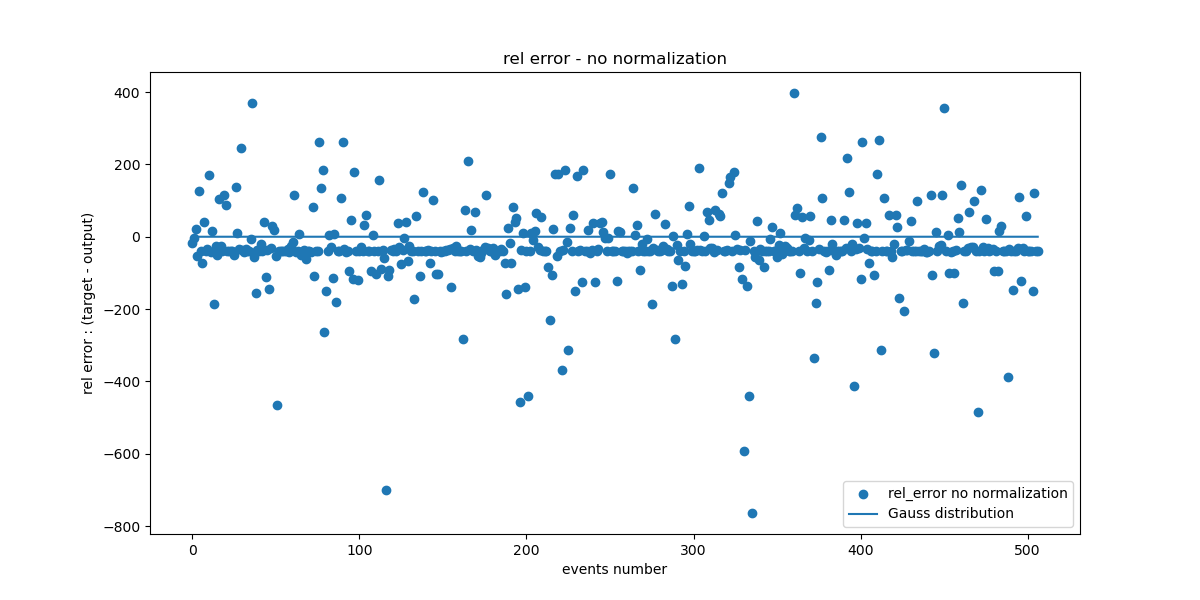 rel error - no normalization
rel error : (target - output)
400
200
0
−200
−400
−600
−800
rel_error no normalization
Gauss distribution
0
100
200
300
400
500
events number